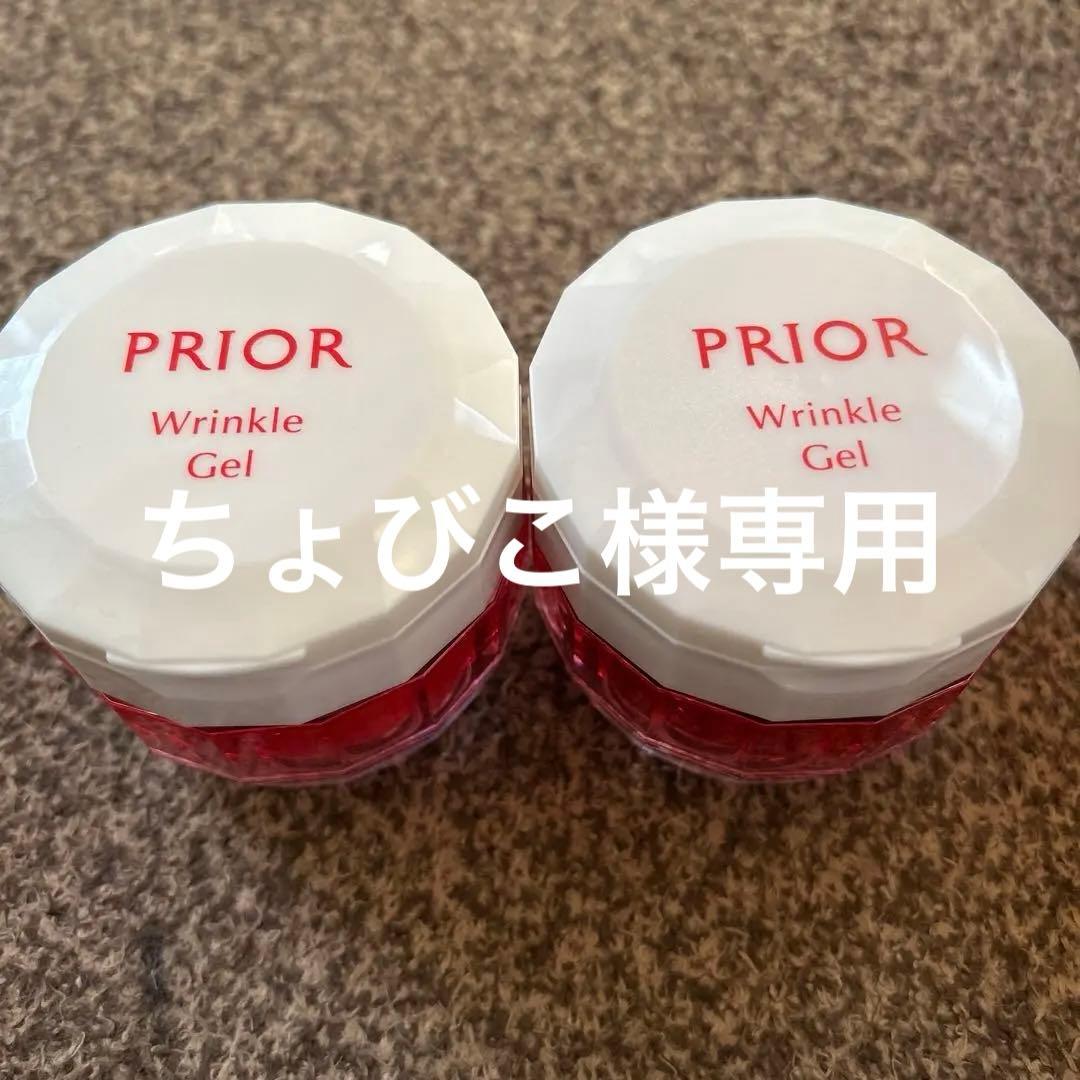 PRIOR
Wrinkle
Gel
PRIOR
Wrinkle
Gel
ちょびこ様専用